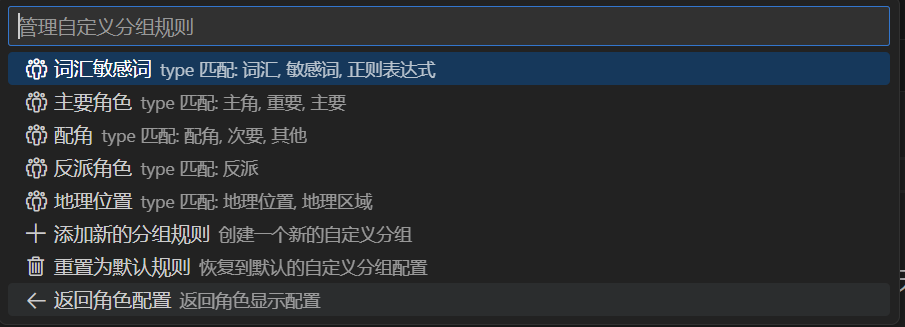 管理自定义分组规则
词汇敏感词 type 匹配: 词汇, 敏感词, 正则表达式
主要角色 type 匹配: 主角, 重要, 主要
配角 type 匹配: 配角, 次要, 其他
反派角色 type 匹配: 反派
地理位置 type 匹配: 地理位置, 地理区域
添加新的分组规则 创建一个新的自定义分组
重置为默认规则 恢复到默认的自定义分组配置
返回角色配置 返回角色显示配置